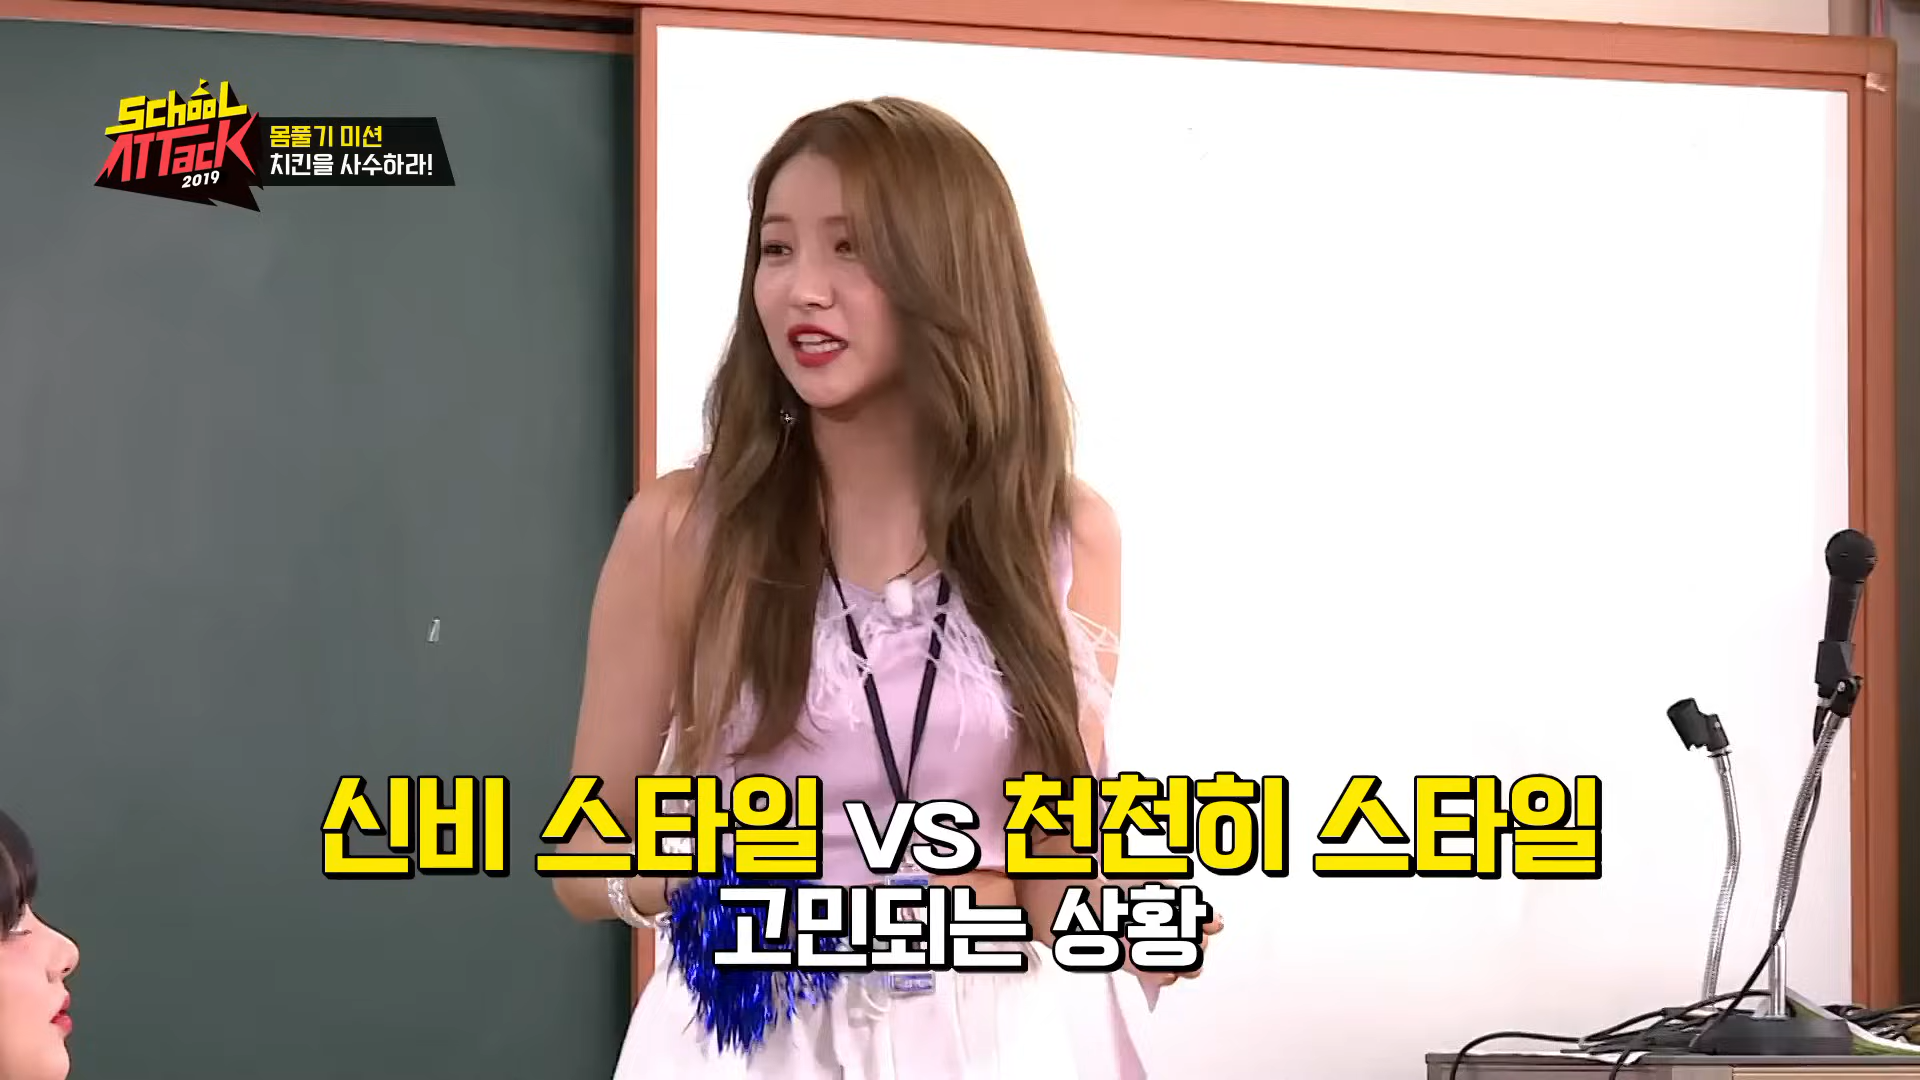 SCHOOL
ATTACK
2019
몸풀기 미션
치킨을 사수하라!
신비 스타일 VS 천천히 스타일
고민되는 상황